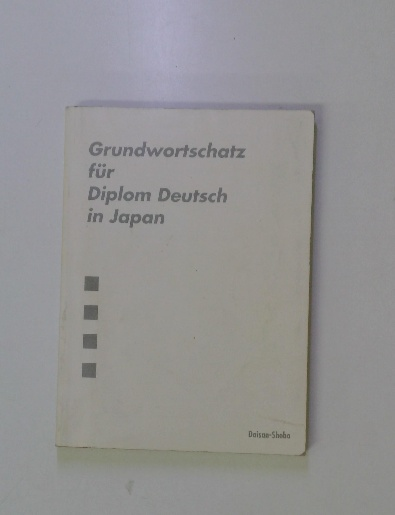 Grundwortschatz
für
Diplom Deutsch
in Japan
Daisan-Shobo